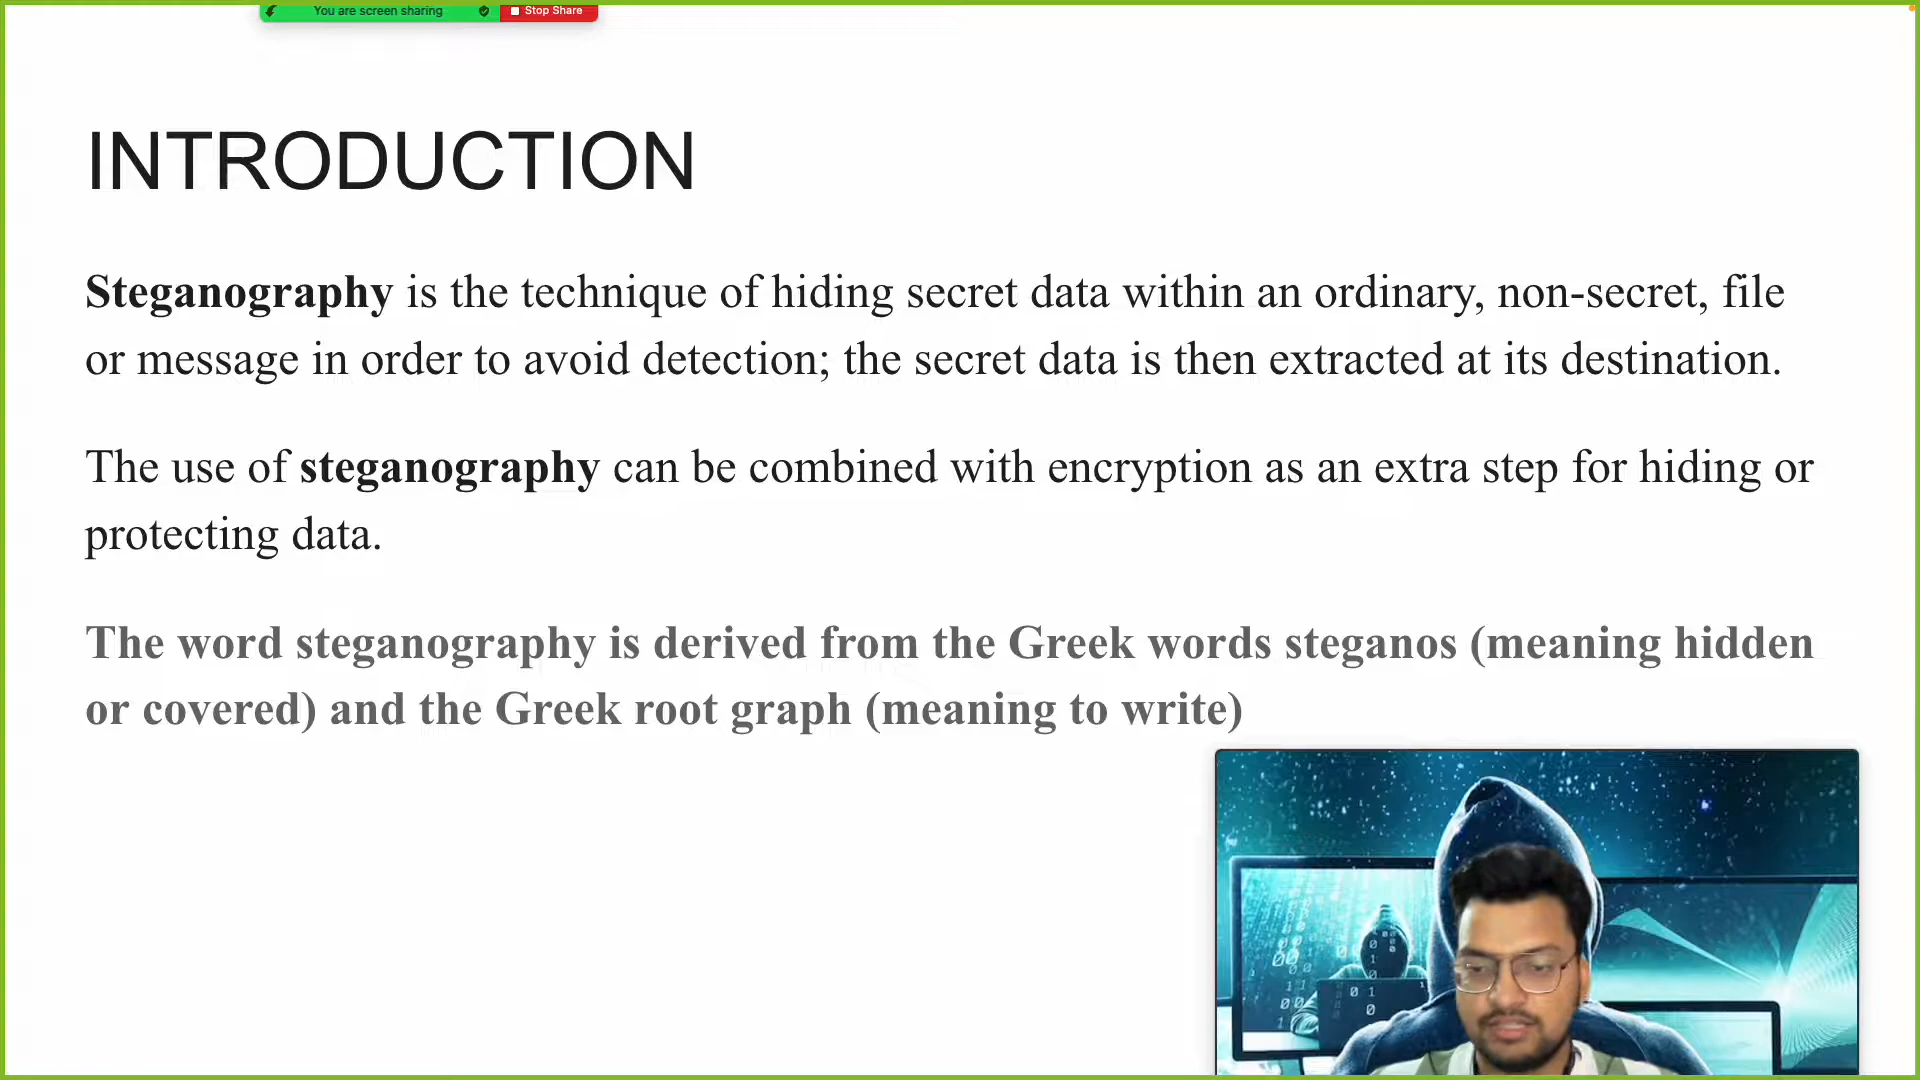 You are screen sharing Stop Share
INTRODUCTION
Steganography is the technique of hiding secret data within an ordinary, non-secret, file
or message in order to avoid detection; the secret data is then extracted at its destination.
The use of steganography can be combined with encryption as an extra step for hiding or
protecting data.
The word steganography is derived from the Greek words steganos (meaning hidden
or covered) and the Greek root graph (meaning to write)